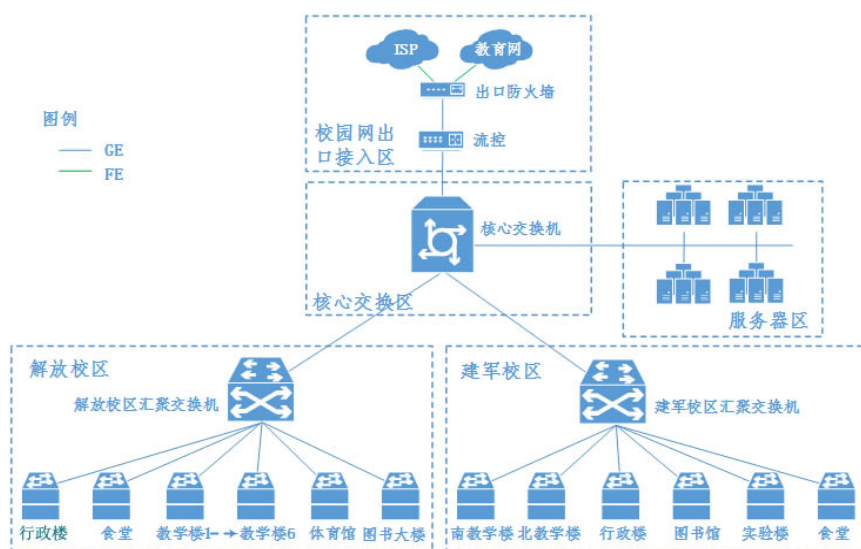 ISP
教育网
出口防火墙
图例
GE
FE
校园网出
口接入区
流控
核心交换机
核心交换区
服务器区
解放校区
解放校区汇聚交换机
建军校区
建军校区汇聚交换机
行政楼
食堂
教学楼1--→教学楼6
体育馆
图书大楼
南教学楼
北教学楼
行政楼
图书馆
实验楼
食堂